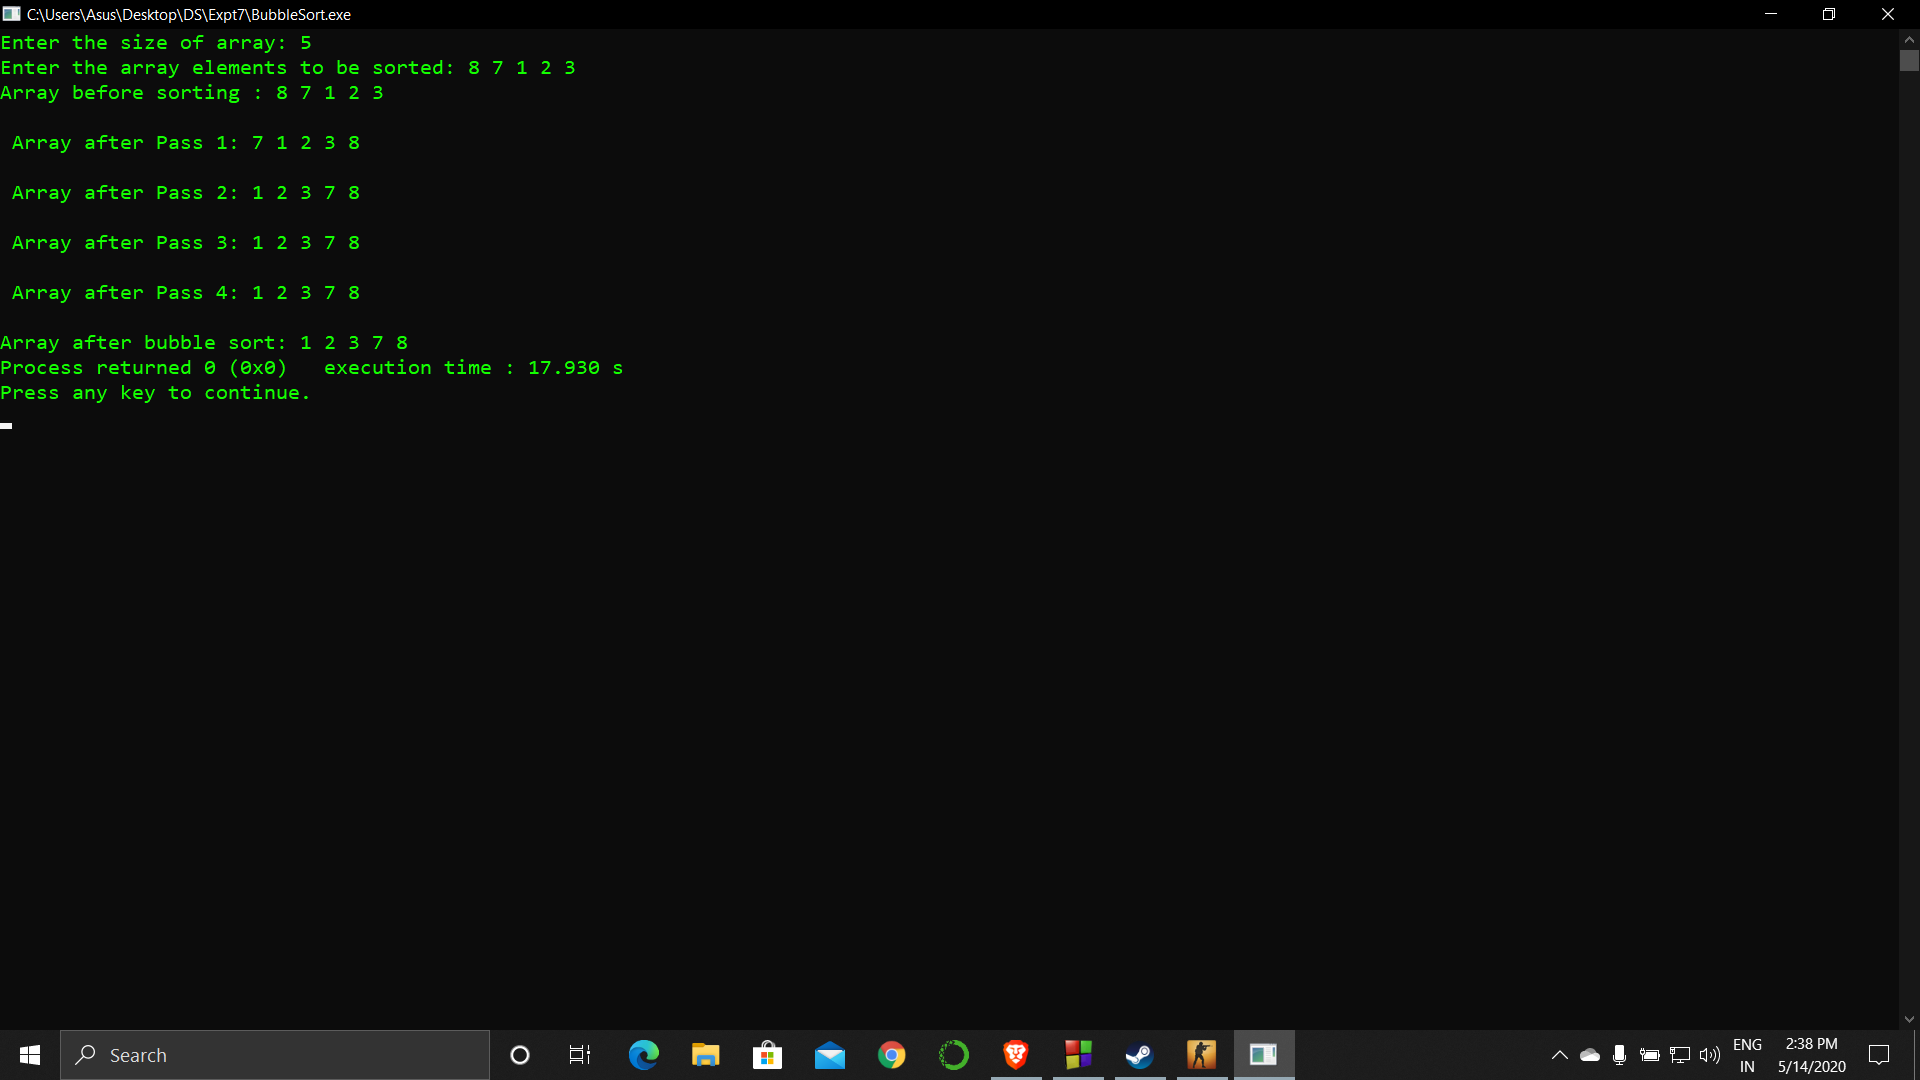 C:\Users\Asus\Desktop\DS\Expt7\BubbleSort.exe
Enter the size of array: 5
Enter the array elements to be sorted: 8 7 1 2 3
Array before sorting : 8 7 1 2 3
Array after Pass 1: 7 1 2 3 8
Array after Pass 2: 1 2 3 7 8
Array after Pass 3: 1 2 3 7 8
Array after Pass 4: 1 2 3 7 8
Array after bubble sort: 1 2 3 7 8
Process returned 0 (0x0)   execution time : 17.930 s
Press any key to continue.
Search
ENG
IN
2:38 PM
5/14/2020